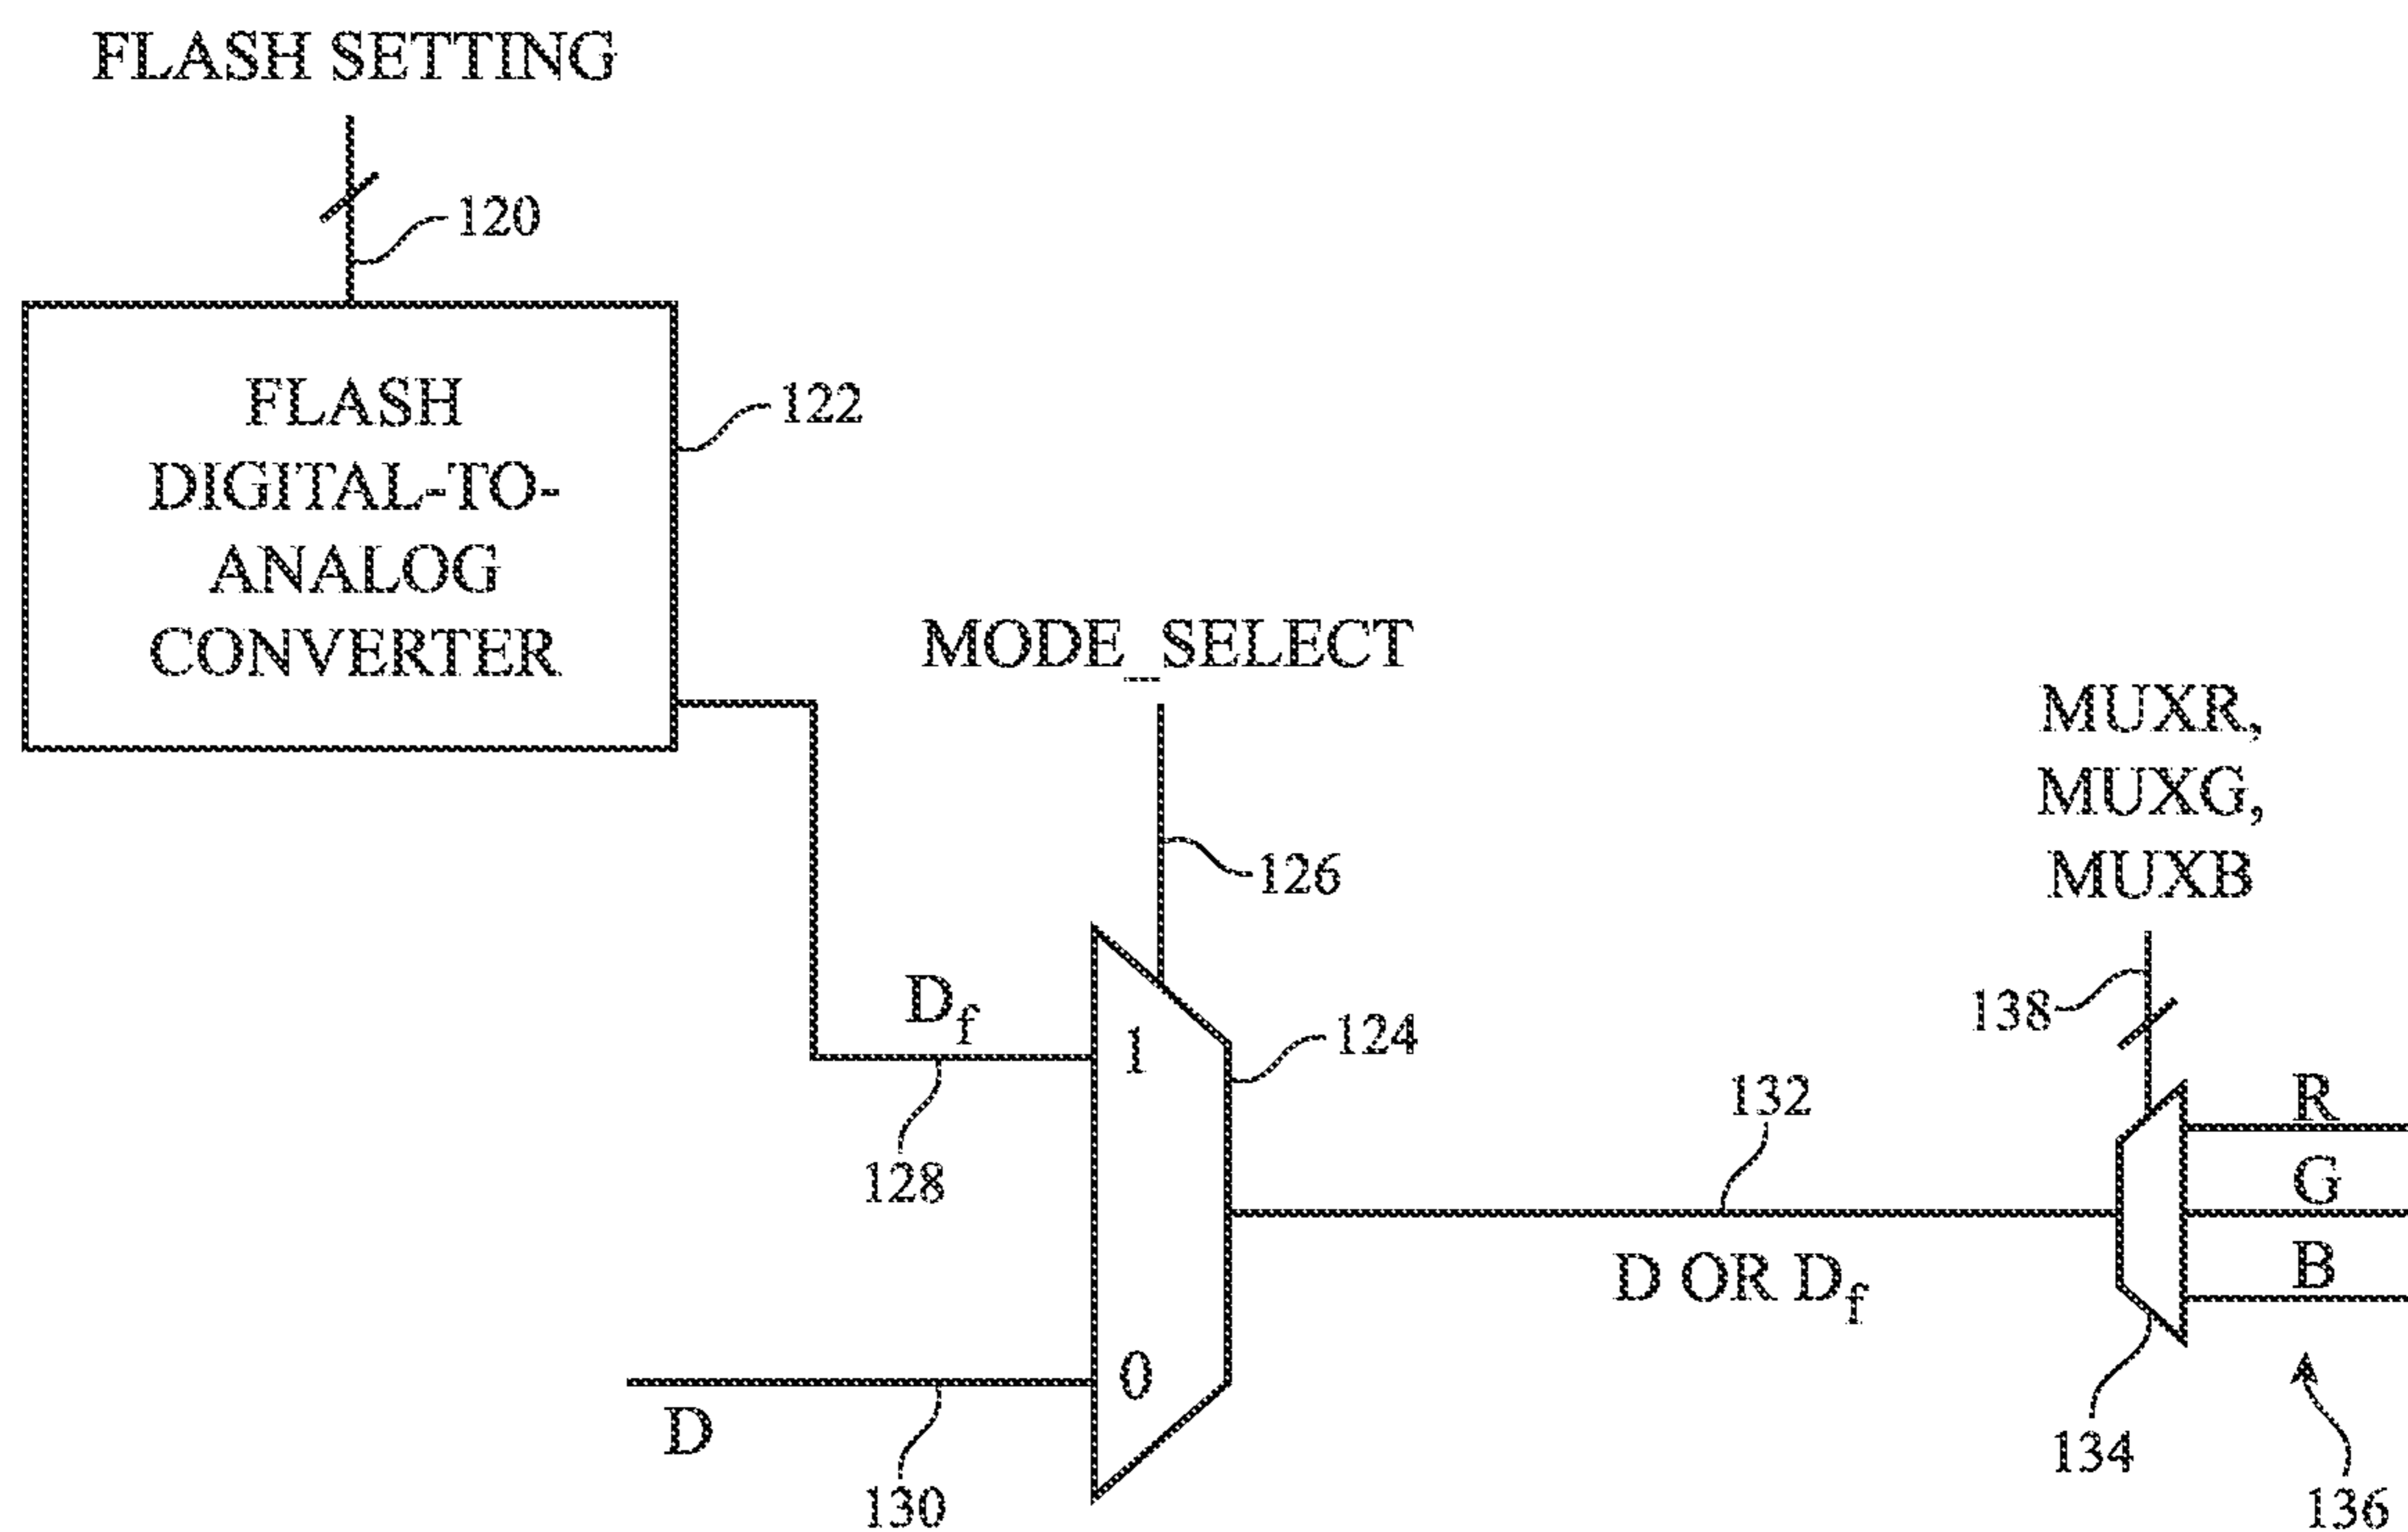 FLASH SETTING
120
FLASH
DIGITAL-TO-
ANALOG
CONVERTER
122
MODE_SELECT
126
MUXR,
MUXG,
MUXB
138
Df
128
1
124
132
D OR Df
R
G
B
134
136
0
D
130